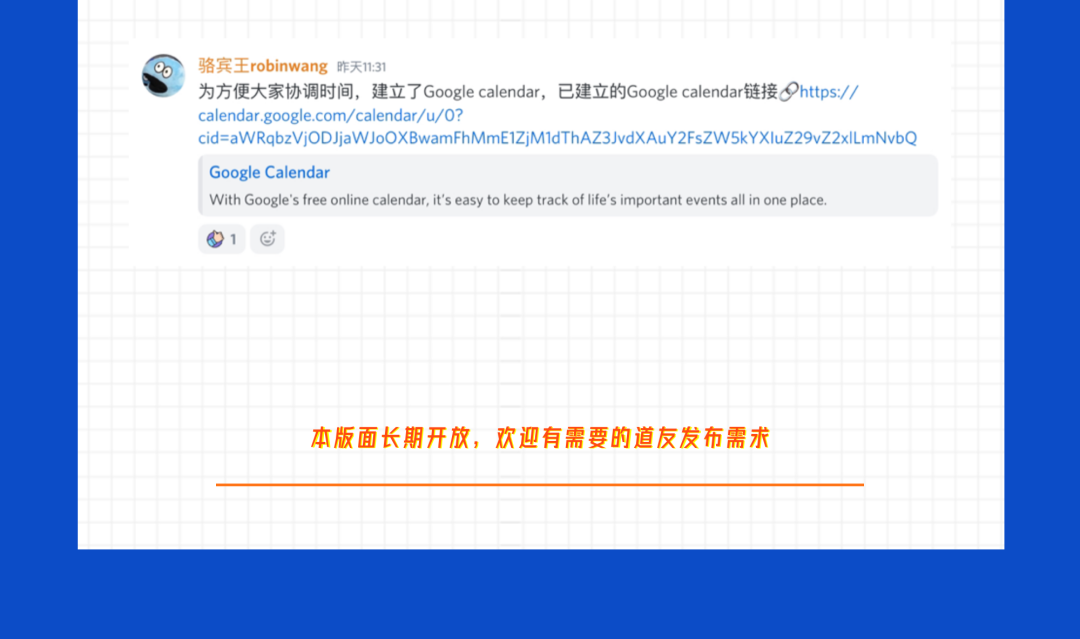 骆宾王robinwang 昨天11:31
为方便大家协调时间，建立了Google calendar，已建立的Google calendar链接🔗https://
calendar.google.com/calendar/u/0?
cid=aWRqbzVjODJjaWJoOXBwamFhMmE1ZjM1dThAZ3JvdXAuY2FsZW5kYXIuZ29vZ2xlLmNvbQ
Google Calendar
With Google's free online calendar, it's easy to keep track of life's important events all in one place.
1
本版面长期开放，欢迎有需要的道友发布需求